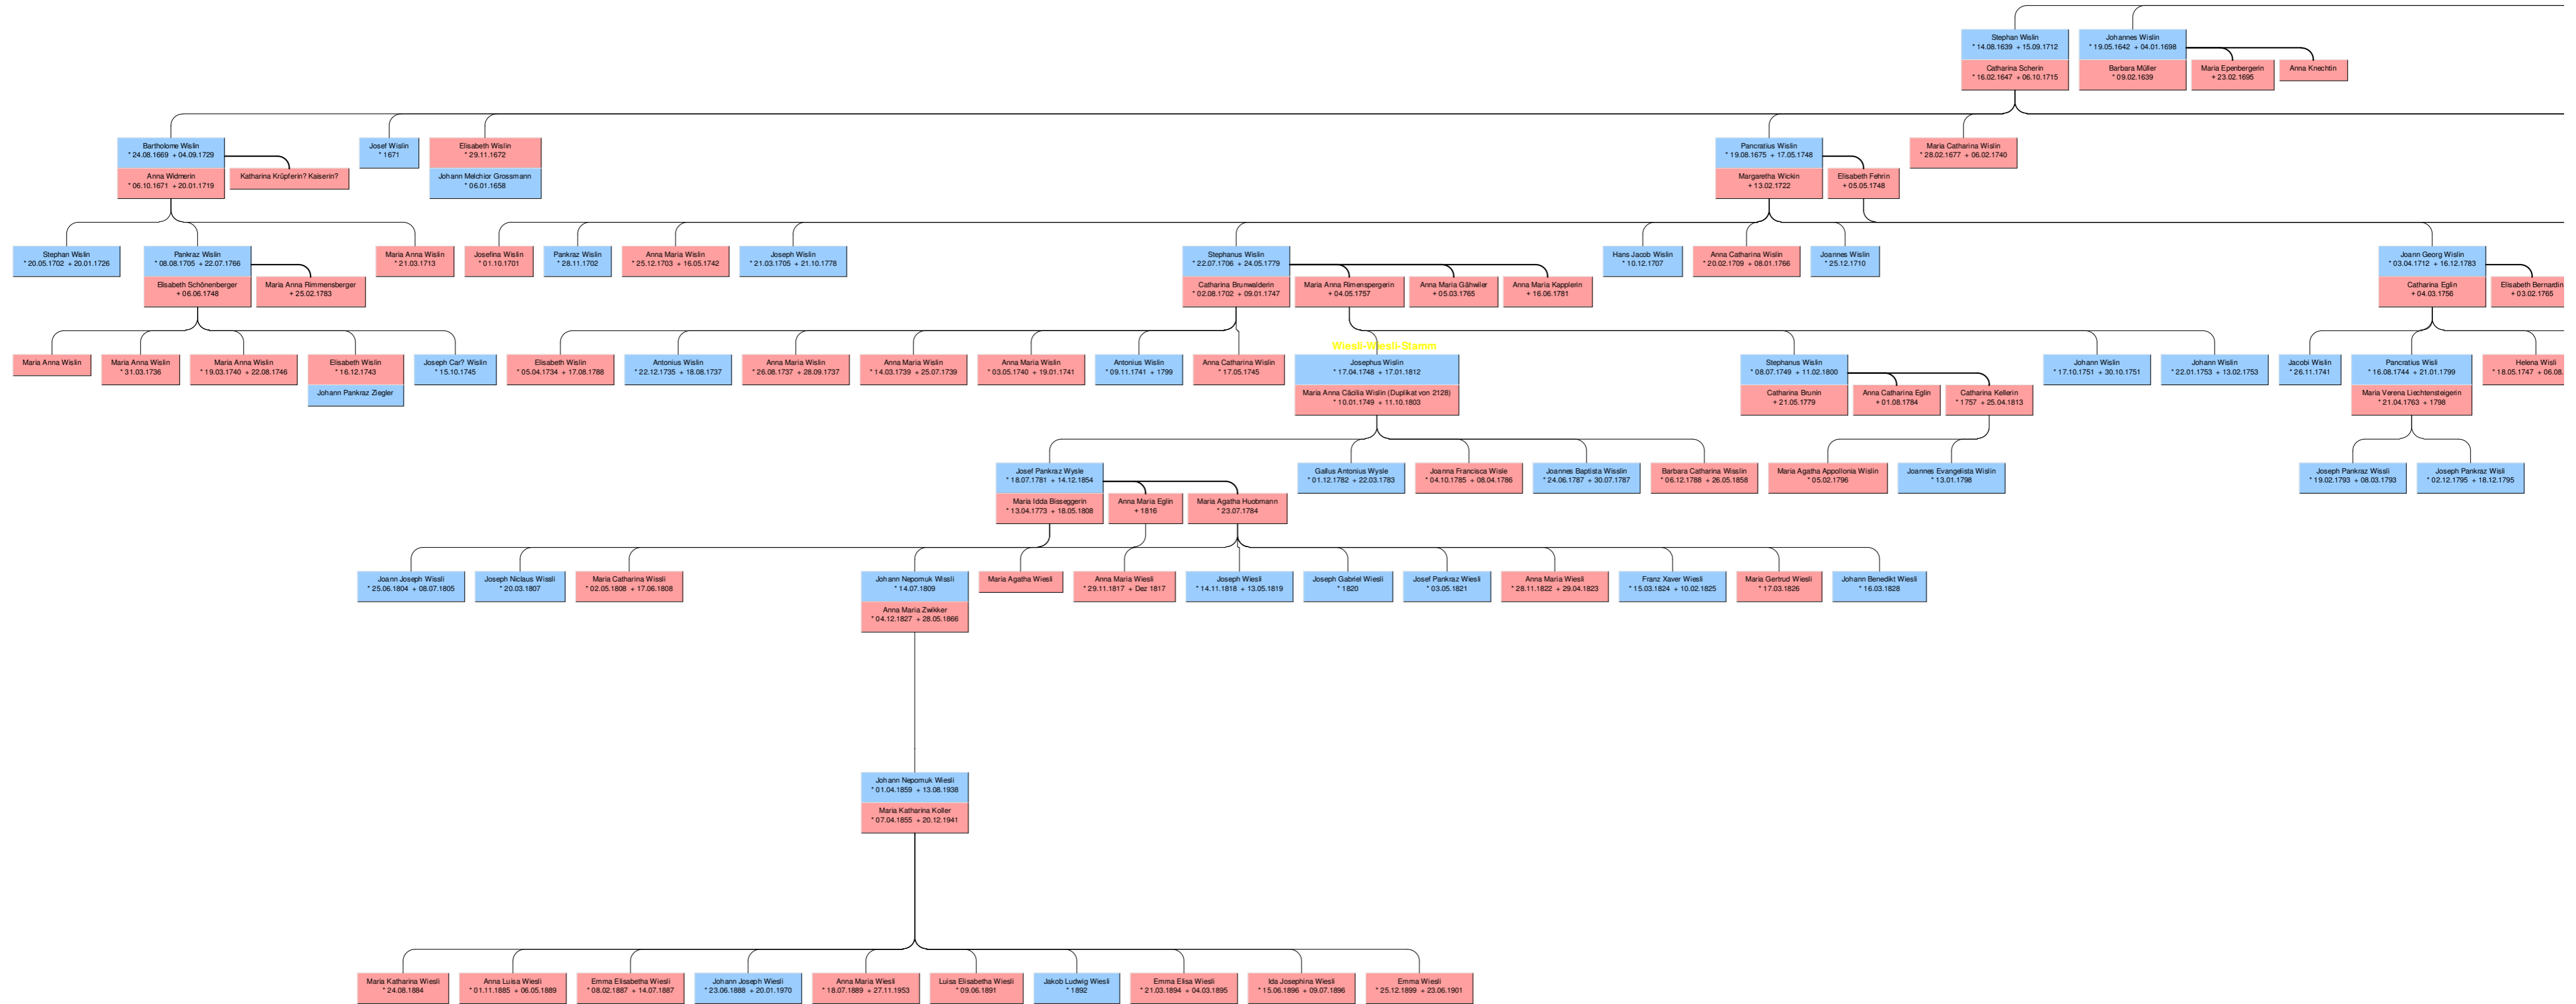 Stephan Wislin
* 14.08.1639 + 15.09.1712
Catharina Scherin
* 16.02.1647 + 06.10.1715
Johannes Wislin
* 19.05.1642 + 04.01.1698
Barbara Müller
* 09.02.1639
Maria Epenbergerin
+ 23.02.1695
Anna Knechtin
Bartholome Wislin
* 24.08.1669 + 04.09.1729
Anna Widmerin
* 06.10.1671 + 20.01.1719
Katharina Krüpferin? Kaiserin?
Josef Wislin
* 1671
Elisabeth Wislin
* 29.11.1672
Johann Melchior Grossmann
* 06.01.1658
Pancratius Wislin
* 19.08.1675 + 17.05.1748
Margaretha Wickin
+ 13.02.1722
Elisabeth Fehrin
+ 05.05.1748
Maria Catharina Wislin
* 28.02.1677 + 06.02.1740
Stephan Wislin
* 20.05.1702 + 20.01.1726
Pankraz Wislin
* 08.08.1705 + 22.07.1766
Elisabeth Schönenberger
+ 06.06.1748
Maria Anna Rimmensberger
+ 25.02.1783
Maria Anna Wislin
* 21.03.1713
Josefina Wislin
* 01.10.1701
Pankraz Wislin
* 28.11.1702
Anna Maria Wislin
* 25.12.1703 + 16.05.1742
Joseph Wislin
* 21.03.1705 + 21.10.1778
Stephanus Wislin
* 22.07.1706 + 24.05.1779
Catharina Brunwalderin
* 02.08.1702 + 09.01.1747
Maria Anna Rimenspergerin
+ 04.05.1757
Anna Maria Gähwiler
+ 05.03.1765
Anna Maria Kapplerin
+ 16.06.1781
Hans Jacob Wislin
* 10.12.1707
Anna Catharina Wislin
* 20.02.1709 + 08.01.1766
Joannes Wislin
* 25.12.1710
Joann Georg Wislin
* 03.04.1712 + 16.12.1783
Catharina Eglin
+ 04.03.1756
Elisabeth Bernardin
+ 03.02.1765
Maria Anna Wislin
Maria Anna Wislin
* 31.03.1736
Maria Anna Wislin
* 19.03.1740 + 22.08.1746
Elisabeth Wislin
* 16.12.1743
Johann Pankraz Ziegler
Joseph Car? Wislin
* 15.10.1745
Elisabeth Wislin
* 05.04.1734 + 17.08.1788
Antonius Wislin
* 22.12.1735 + 18.08.1737
Anna Maria Wislin
* 26.08.1737 + 28.09.1737
Anna Maria Wislin
* 14.03.1739 + 25.07.1739
Anna Maria Wislin
* 03.05.1740 + 19.01.1741
Antonius Wislin
* 09.11.1741 + 1799
Anna Catharina Wislin
* 17.05.1745
Josephus Wislin
* 17.04.1748 + 17.01.1812
Maria Anna Cäcilia Wislin (Duplikat von 2128)
* 10.01.1749 + 11.10.1803
Stephanus Wislin
* 08.07.1749 + 11.02.1800
Catharina Brunin
+ 21.05.1779
Anna Catharina Eglin
+ 01.08.1784
Catharina Kellerin
* 1757 + 25.04.1813
Johann Wislin
* 17.10.1751 + 30.10.1751
Johann Wislin
* 22.01.1753 + 13.02.1753
Jacobi Wislin
* 26.11.1741
Pancratius Wisli
* 16.08.1744 + 21.01.1799
Maria Verena Liechtensteigerin
* 21.04.1763 + 1798
Helena Wisli
* 18.05.1747 + 06.08.
Josef Pankraz Wysle
* 18.07.1781 + 14.12.1854
Maria Idda Bisseggerin
* 13.04.1773 + 18.05.1808
Anna Maria Eglin
+ 1816
Maria Agatha Huobmann
* 23.07.1784
Gallus Antonius Wysle
* 01.12.1782 + 22.03.1783
Joanna Francisca Wisle
* 04.10.1785 + 08.04.1786
Joannes Baptista Wisslin
* 24.06.1787 + 30.07.1787
Barbara Catharina Wisslin
* 06.12.1788 + 26.05.1858
Maria Agatha Appollonia Wislin
* 05.02.1796
Joannes Evangelista Wislin
* 13.01.1798
Joseph Pankraz Wissli
* 19.02.1793 + 08.03.1793
Joseph Pankraz Wisli
* 02.12.1795 + 18.12.1795
Joann Joseph Wissli
* 25.06.1804 + 08.07.1805
Joseph Niclaus Wissli
* 20.03.1807
Maria Catharina Wissli
* 02.05.1808 + 17.06.1808
Johann Nepomuk Wissli
* 14.07.1809
Anna Maria Zwikker
* 04.12.1827 + 28.05.1866
Maria Agatha Wiesli
Anna Maria Wiesli
* 29.11.1817 + Dez 1817
Joseph Wiesli
* 14.11.1818 + 13.05.1819
Joseph Gabriel Wiesli
* 1820
Josef Pankraz Wiesli
* 03.05.1821
Anna Maria Wiesli
* 28.11.1822 + 29.04.1823
Franz Xaver Wiesli
* 15.03.1824 + 10.02.1825
Maria Gertrud Wiesli
* 17.03.1826
Johann Benedikt Wiesli
* 16.03.1828
Johann Nepomuk Wiesli
* 01.04.1859 + 13.08.1938
Maria Katharina Koller
* 07.04.1855 + 20.12.1941
Maria Katharina Wiesli
* 24.08.1884
Anna Luisa Wiesli
* 01.11.1885 + 06.05.1889
Emma Elisabetha Wiesli
* 08.02.1887 + 14.07.1887
Johann Joseph Wiesli
* 23.06.1888 + 20.01.1970
Anna Maria Wiesli
* 18.07.1889 + 27.11.1953
Luisa Elisabetha Wiesli
* 09.06.1891
Jakob Ludwig Wiesli
* 1892
Emma Elisa Wiesli
* 21.03.1894 + 04.03.1895
Ida Josephina Wiesli
* 15.06.1896 + 09.07.1896
Emma Wiesli
* 25.12.1899 + 23.06.1901